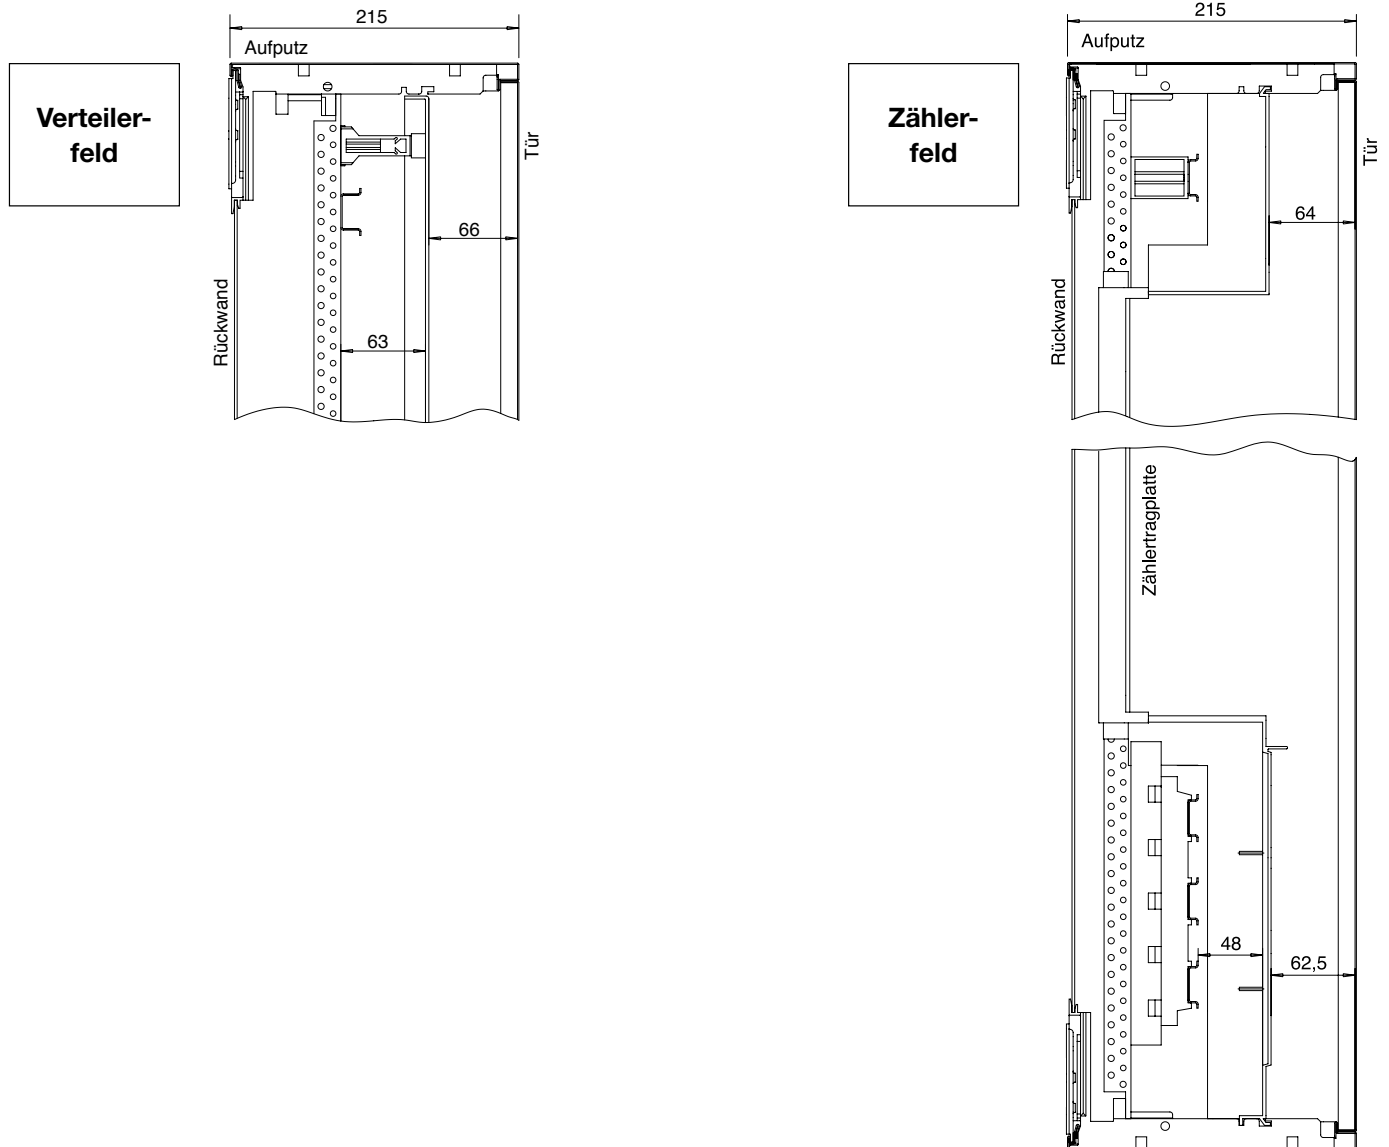 215
Aufputz
Verteiler-
feld
Tür
66
Rückwand
63
215
Aufputz
Zähler-
feld
Tür
64
Rückwand
Zählertragplatte
48
62,5